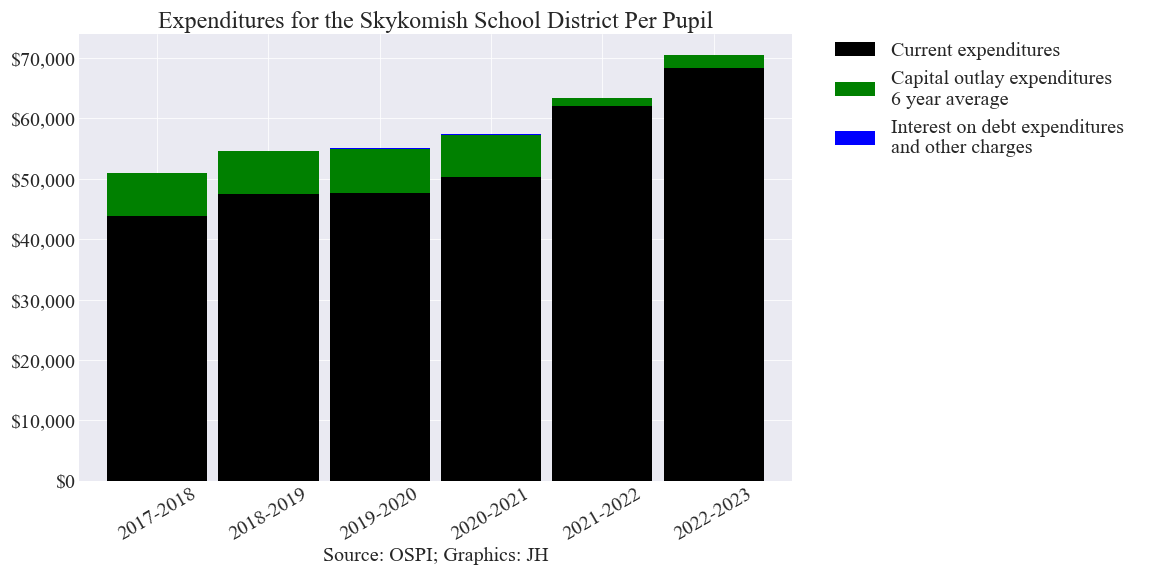 Expenditures for the Skykomish School District Per Pupil
$70,000
$60,000
$50,000
$40,000
$30,000
$20,000
$10,000
$0
2017-2018
2018-2019
2019-2020
2020-2021
2021-2022
2022-2023
Source: OSPI; Graphics: JH
Current expenditures
Capital outlay expenditures
6 year average
Interest on debt expenditures
and other charges